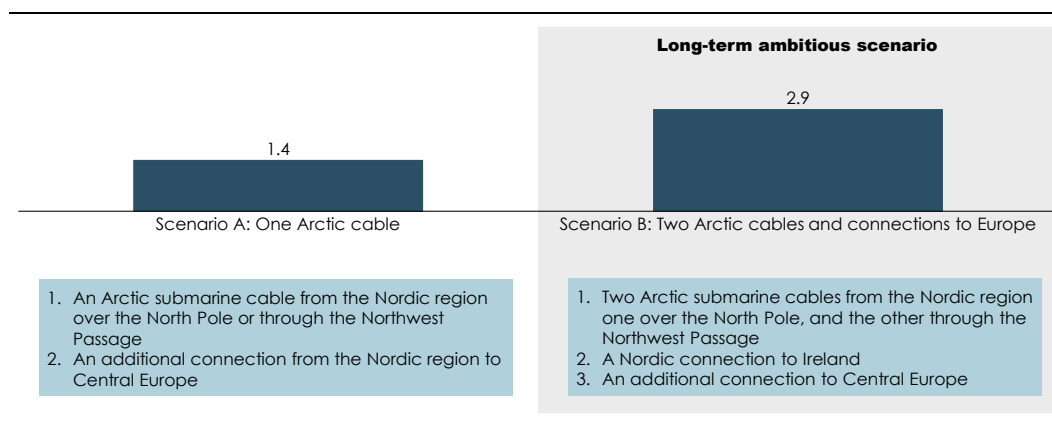 Long-term ambitious scenario
1.4
2.9
Scenario A: One Arctic cable
Scenario B: Two Arctic cables and connections to Europe
1. An Arctic submarine cable from the Nordic region
over the North Pole or through the Northwest
Passage
2. An additional connection from the Nordic region to
Central Europe
1. Two Arctic submarine cables from the Nordic region
one over the North Pole, and the other through the
Northwest Passage
2. A Nordic connection to Ireland
3. An additional connection to Central Europe